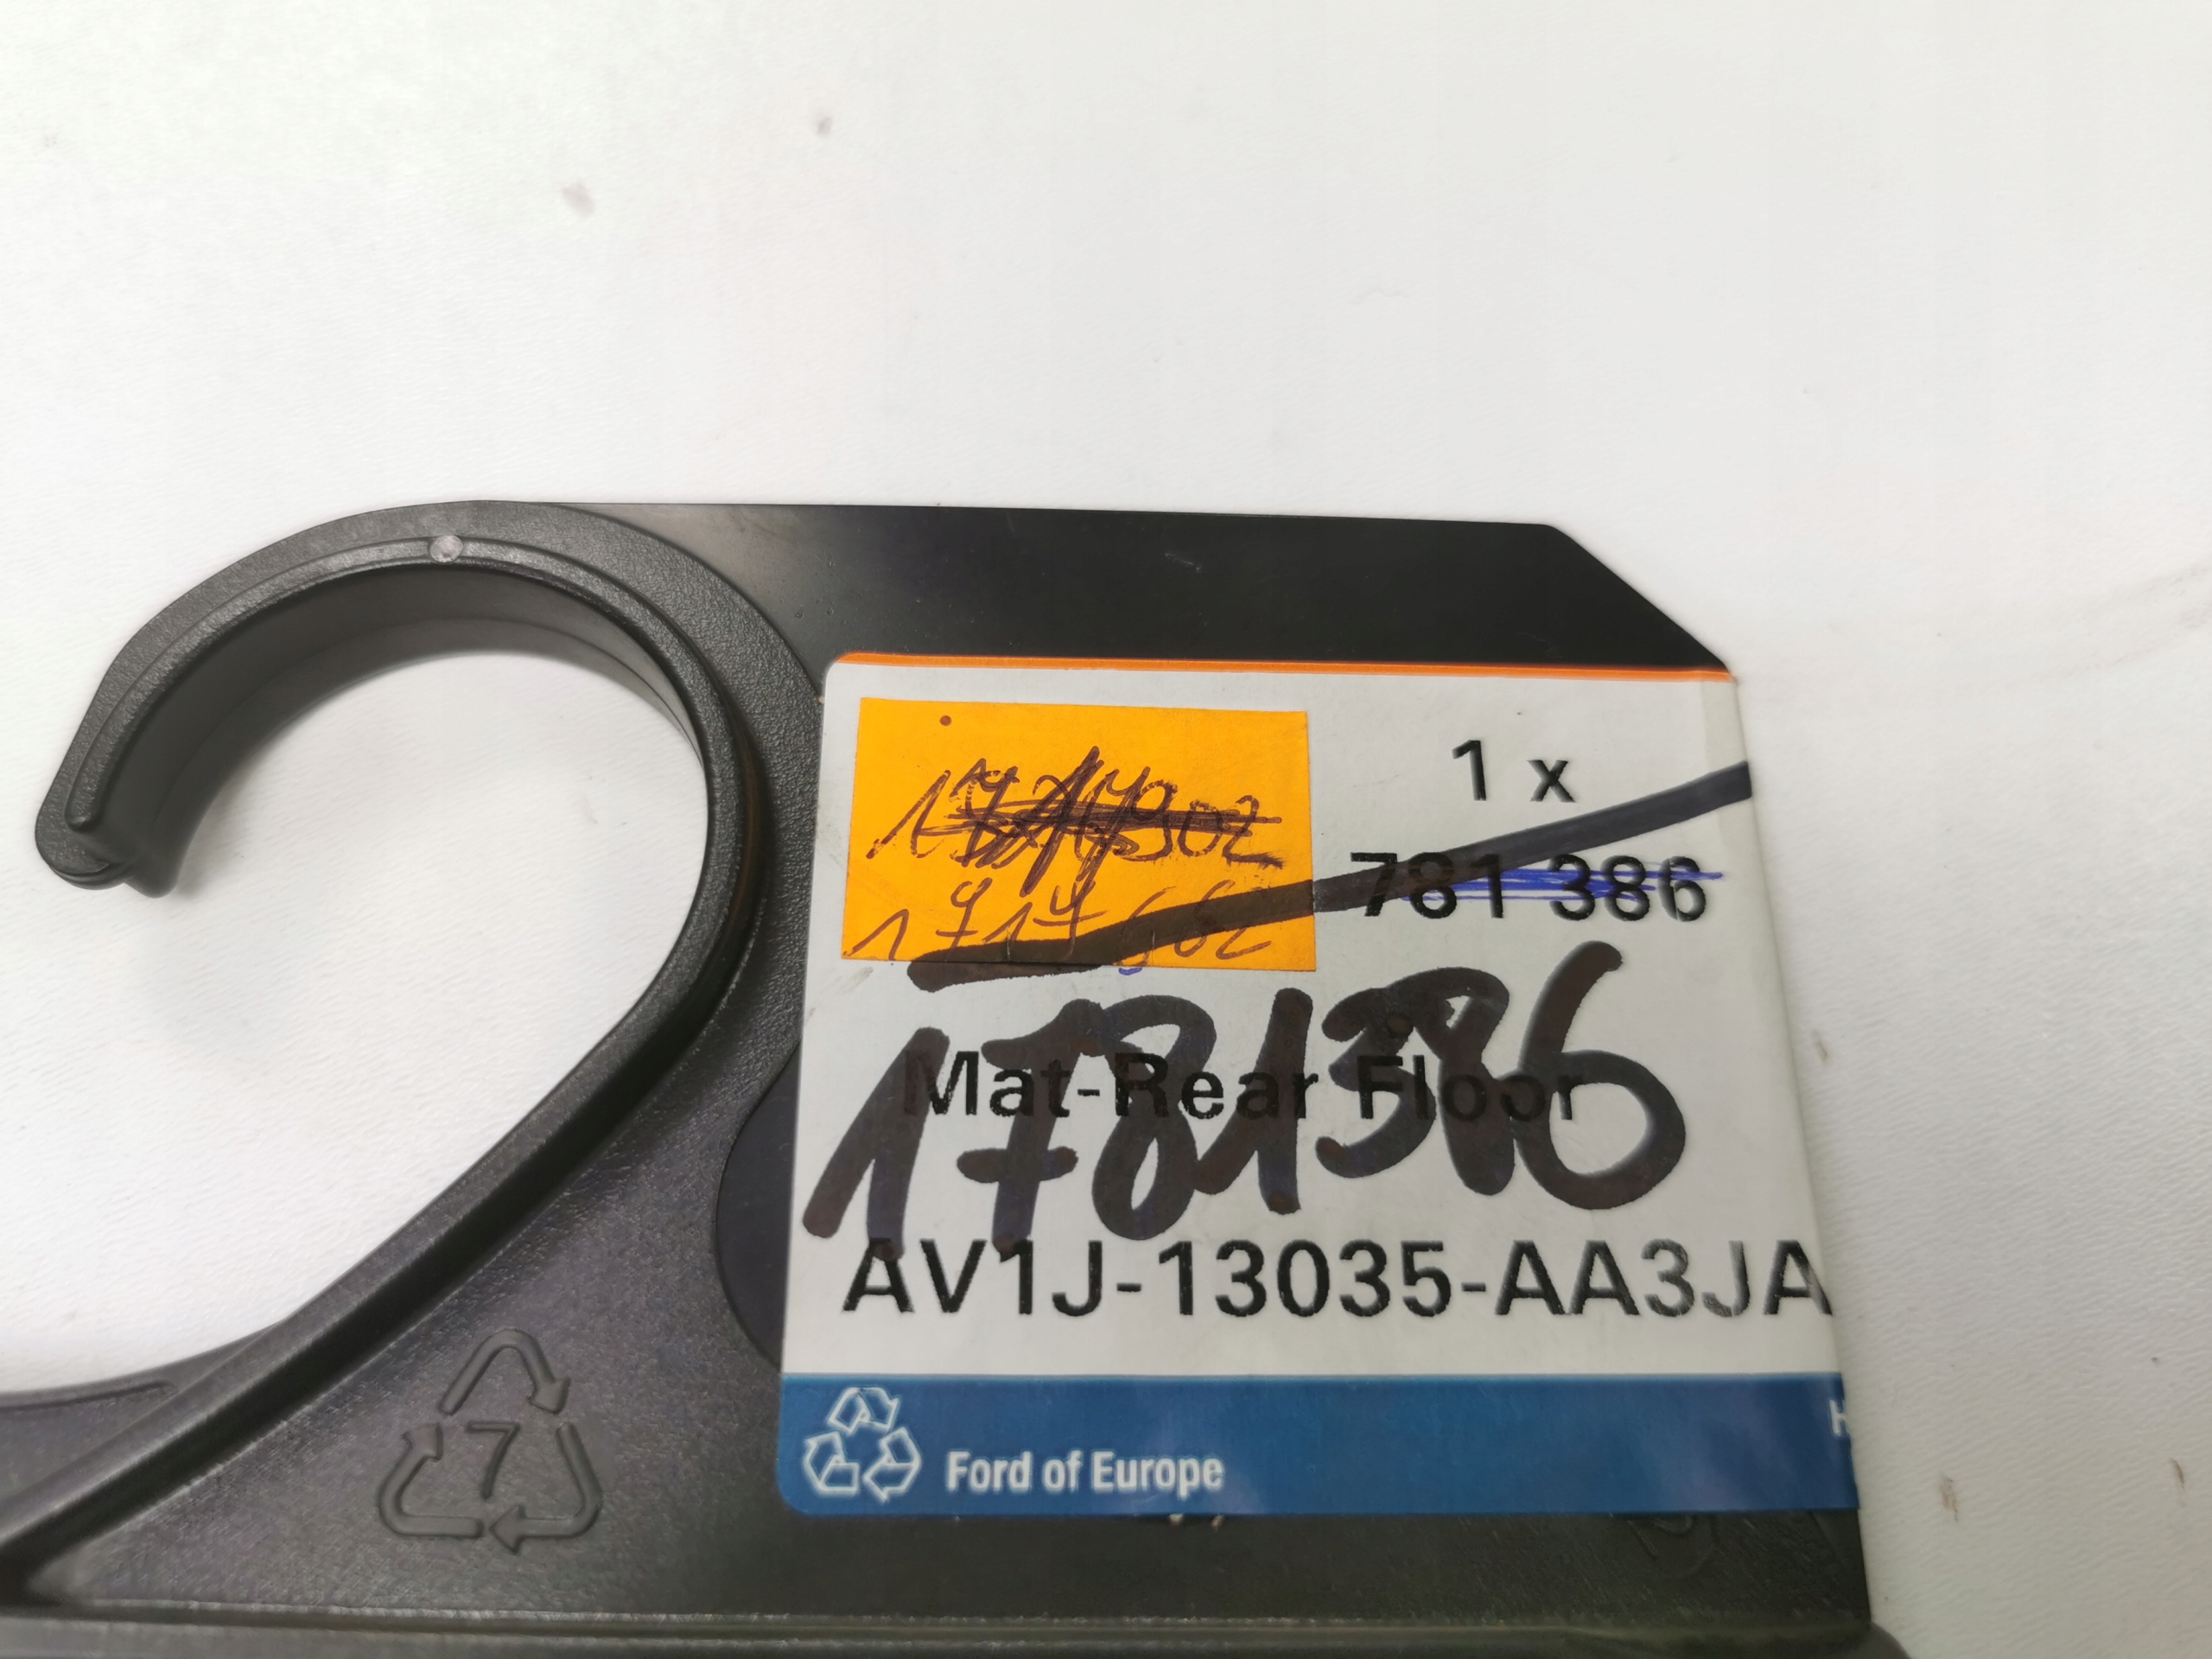 1 x
781 386
1781386
Mat-Rear Floor
AV1J-13035-AA3JA
7
Ford of Europe
H